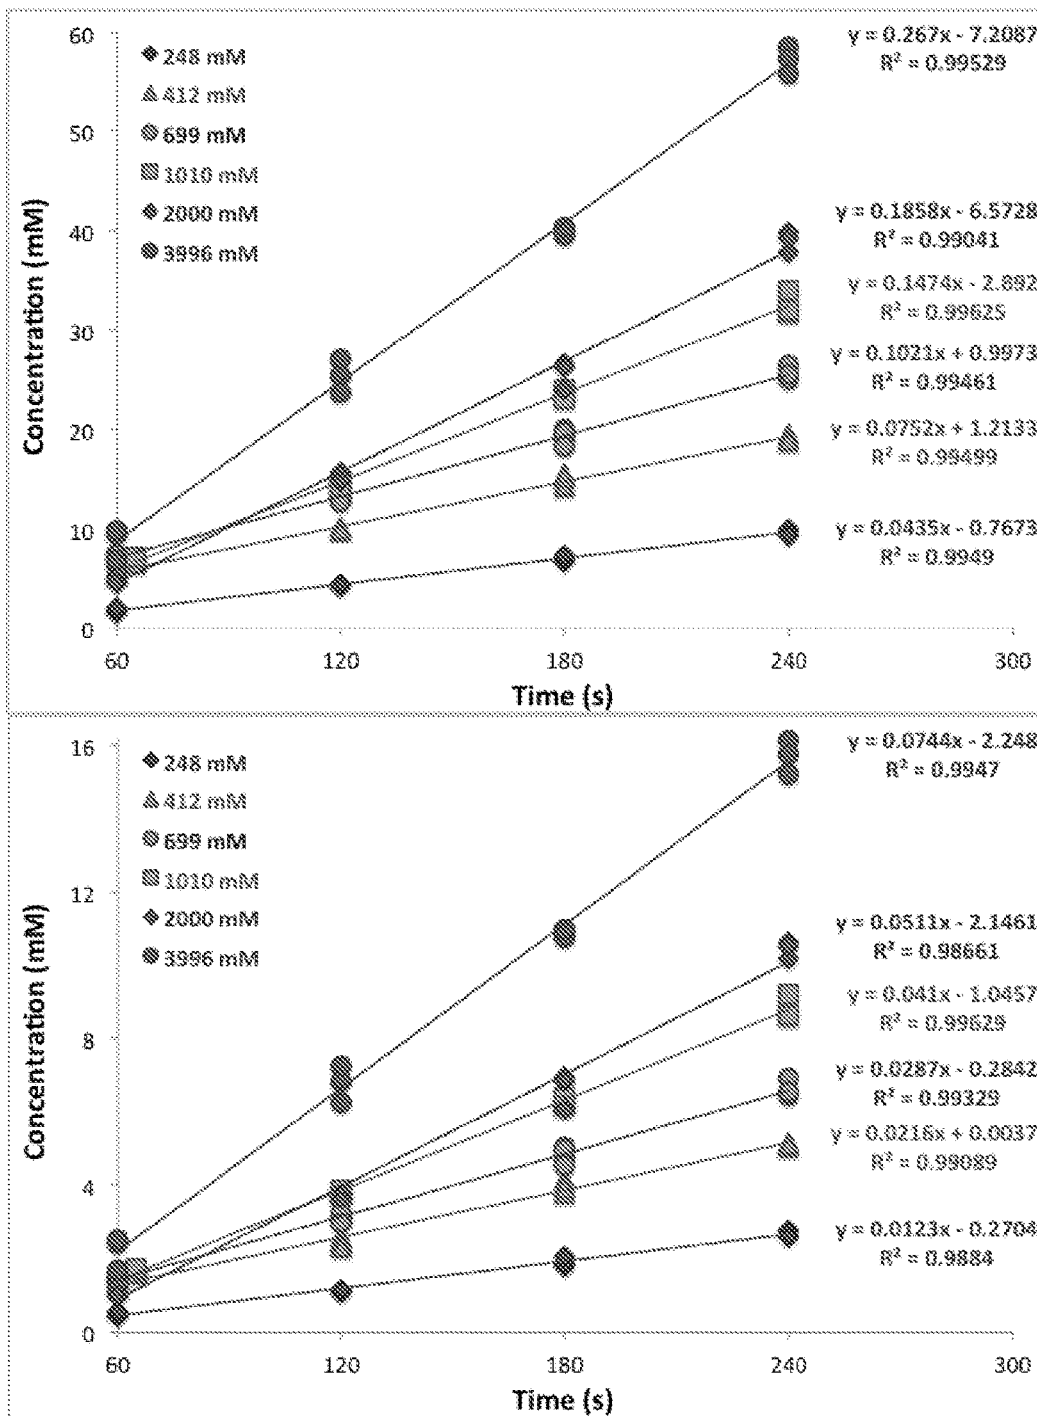 60
50
40
30
20
10
0
Concentration (mM)
248 mM
412 mM
699 mM
1010 mM
2000 mM
3996 mM
y = 0.267x - 7.2087
R² = 0.99529
y = 0.1858x - 6.5728
R² = 0.99041
y = 0.1474x - 2.892
R² = 0.99625
y = 0.1021x + 0.9973
R² = 0.99461
y = 0.0752x + 1.2133
R² = 0.99499
y = 0.0435x - 0.7673
R² = 0.9949
60 120 180 240 300
Time (s)
16
12
8
4
0
Concentration (mM)
248 mM
412 mM
699 mM
1010 mM
2000 mM
3996 mM
y = 0.0744x - 2.248
R² = 0.9947
y = 0.0511x - 2.1461
R² = 0.98661
y = 0.041x - 1.0457
R² = 0.99629
y = 0.0287x - 0.2842
R² = 0.99329
y = 0.0216x + 0.0037
R² = 0.99089
y = 0.0123x - 0.2704
R² = 0.9884
60 120 180 240 300
Time (s)